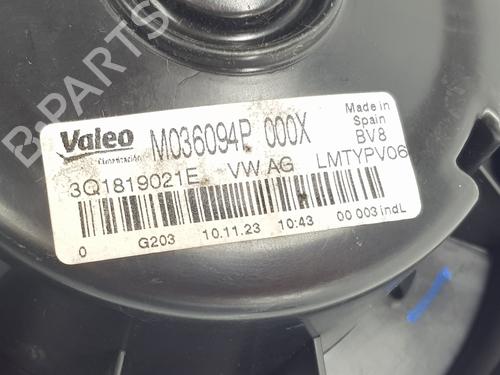 B-PARTS
Valeo M036094P 000X
Climatización
Made in
Spain
BV8
3Q1819021E VW AG LMTYPV06
0 G203 10.11.23 10:43 00 003 indL